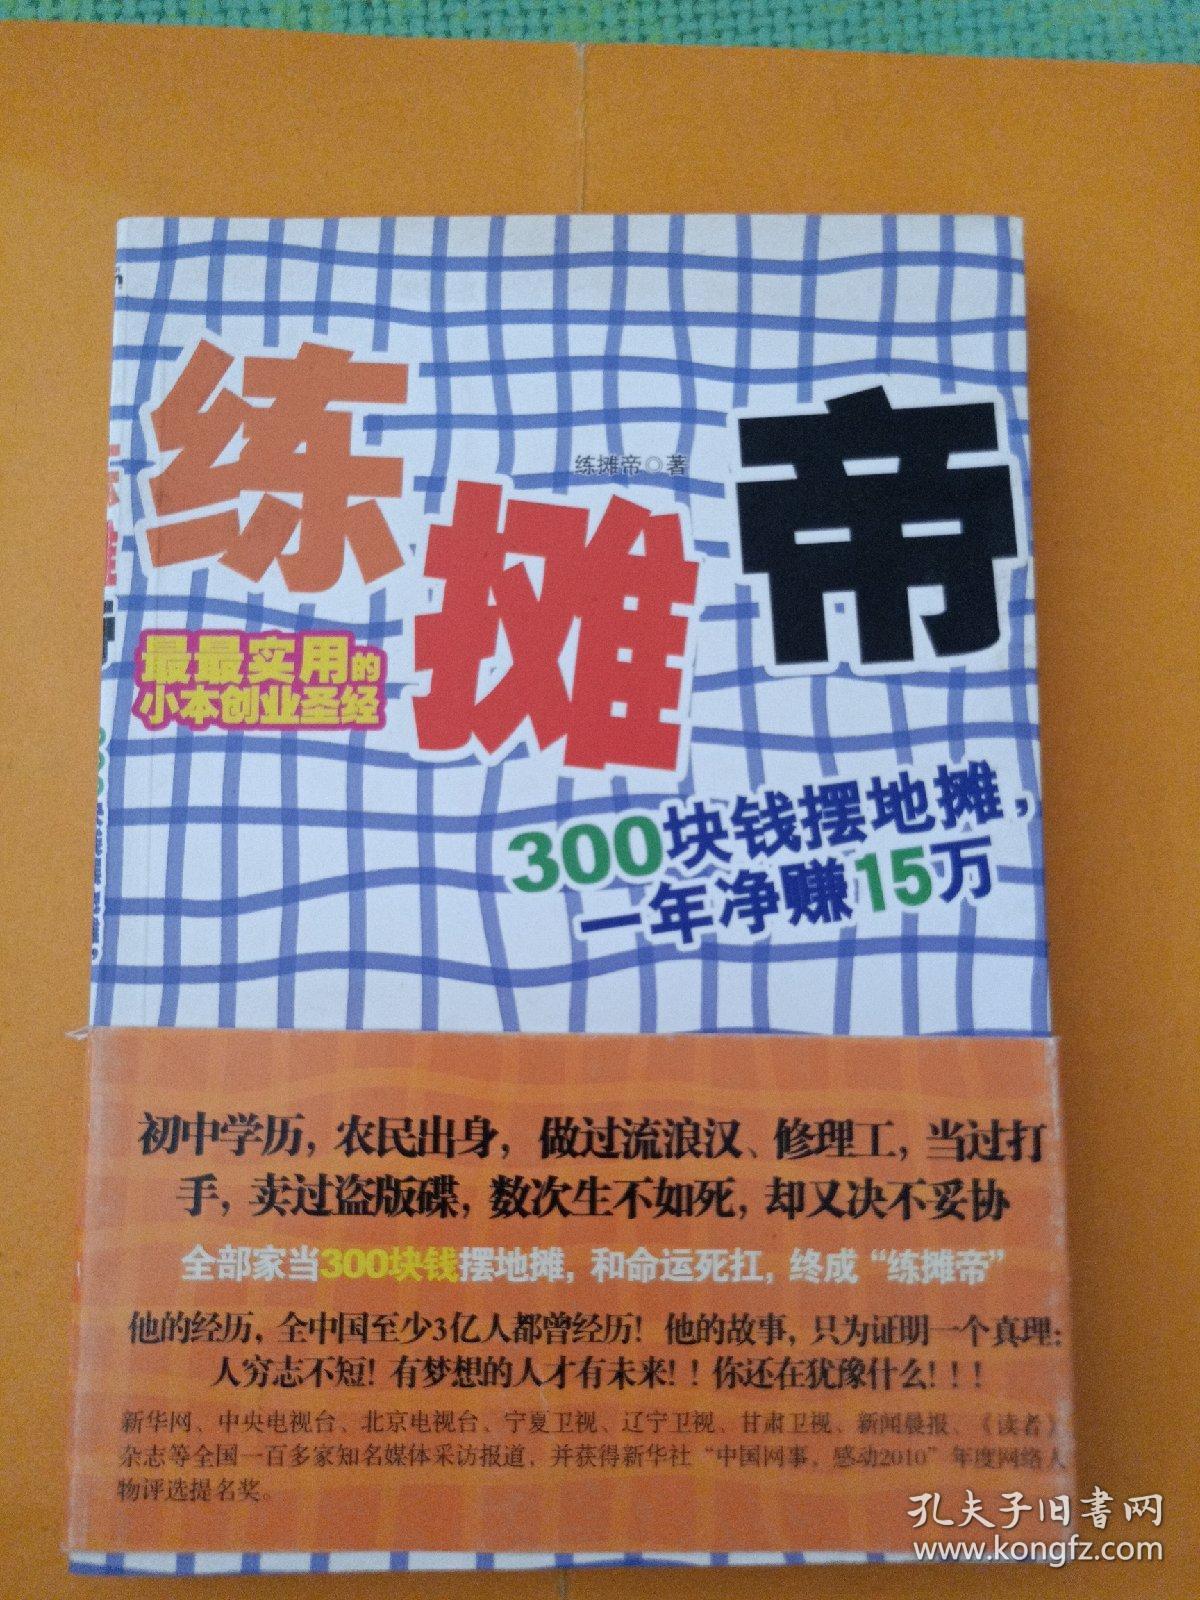 练摊帝
练摊帝◎著
最最实用的
小本创业圣经
300块钱摆地摊，
一年净赚15万
初中学历，农民出身，做过流浪汉、修理工，当过打
手，卖过盗版碟，数次生不如死，却又决不妥协
全部家当300块钱摆地摊，和命运死扛，终成“练摊帝”
他的经历，全中国至少3亿人都曾经历！他的故事，只为证明一个真理：
人穷志不短！有梦想的人才有未来！！你还在犹豫什么！！！
新华网、中央电视台、北京电视台、宁夏卫视、辽宁卫视、甘肃卫视、新闻晨报、《读者》
杂志等全国一百多家知名媒体采访报道，并获得新华社“中国网事，感动2010”年度网络人
物评选提名奖。
孔夫子旧书网
www.kongfz.com